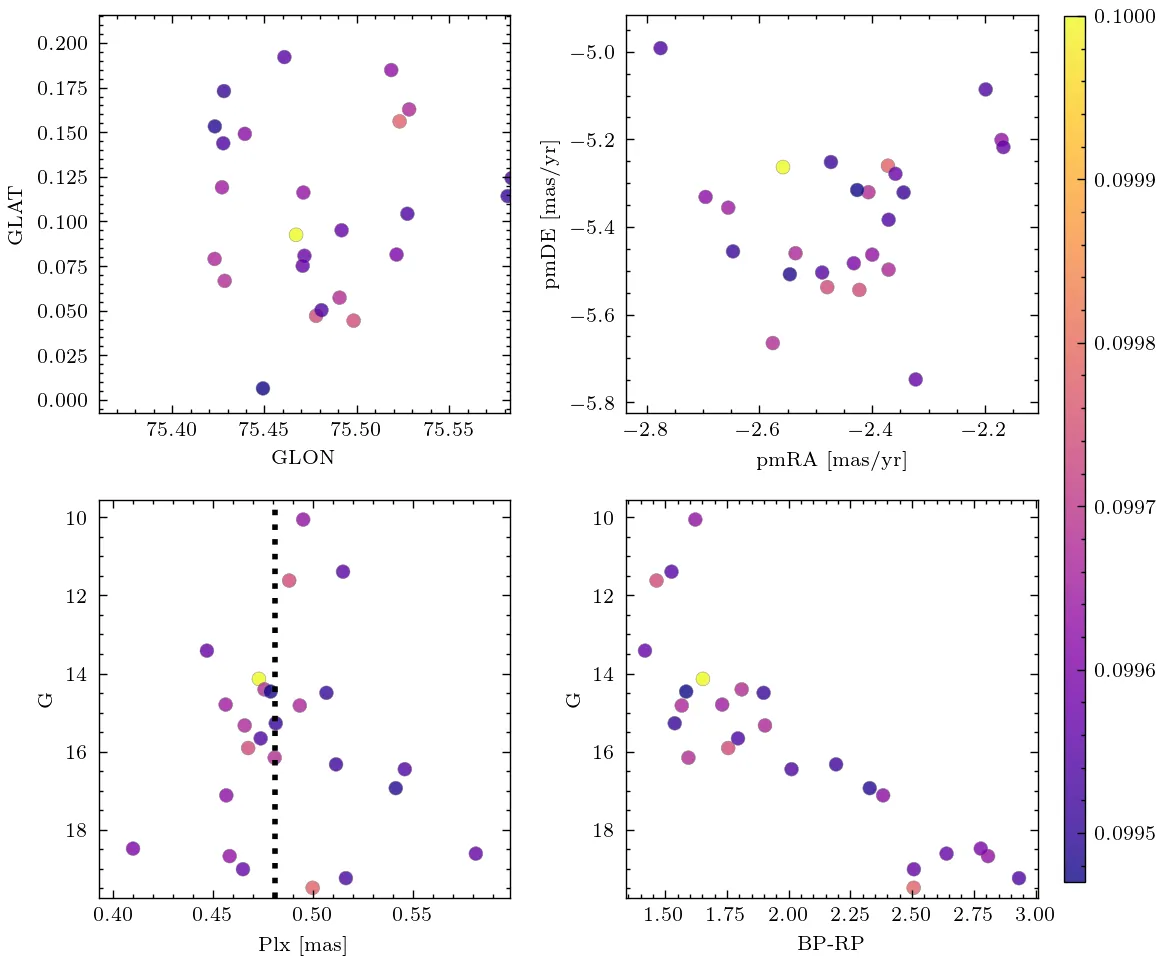 0.200
0.175
0.150
0.125
0.100
0.075
0.050
0.025
0.000
GLAT
75.40 75.45 75.50 75.55
GLON
−5.0
−5.2
−5.4
−5.6
−5.8
pmDE [mas/yr]
−2.8 −2.6 −2.4 −2.2
pmRA [mas/yr]
10
12
14
16
18
G
0.40 0.45 0.50 0.55
Plx [mas]
10
12
14
16
18
G
1.50 1.75 2.00 2.25 2.50 2.75 3.00
BP-RP
0.1000
0.0999
0.0998
0.0997
0.0996
0.0995